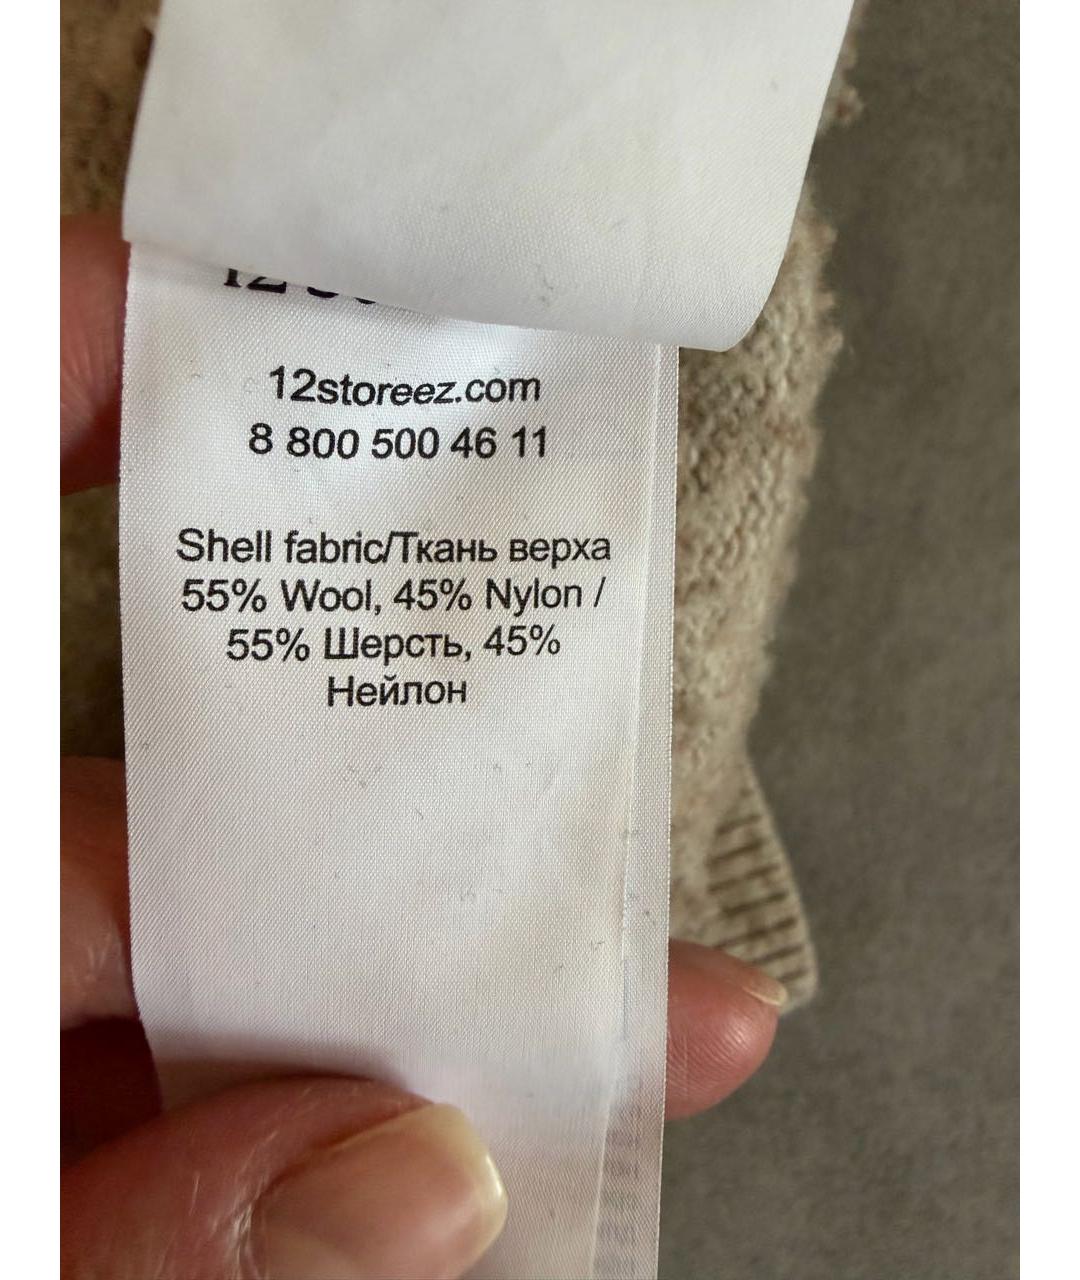 12storeez.com
8 800 500 46 11
Shell fabric/Ткань верха
55% Wool, 45% Nylon /
55% Шерсть, 45%
Нейлон